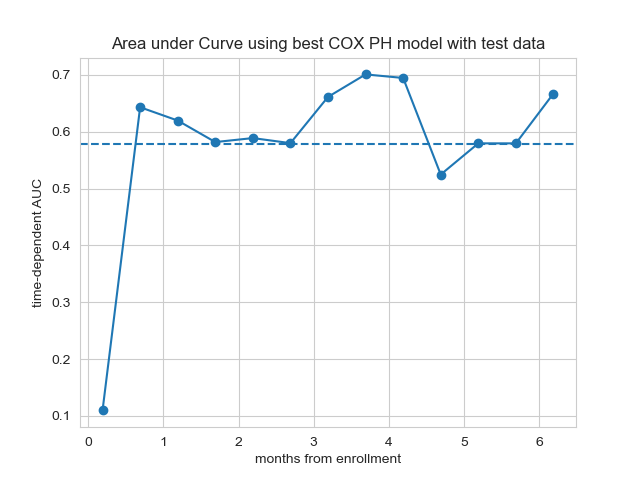 Area under Curve using best COX PH model with test data
time-dependent AUC
0.7
0.6
0.5
0.4
0.3
0.2
0.1
0 1 2 3 4 5 6
months from enrollment